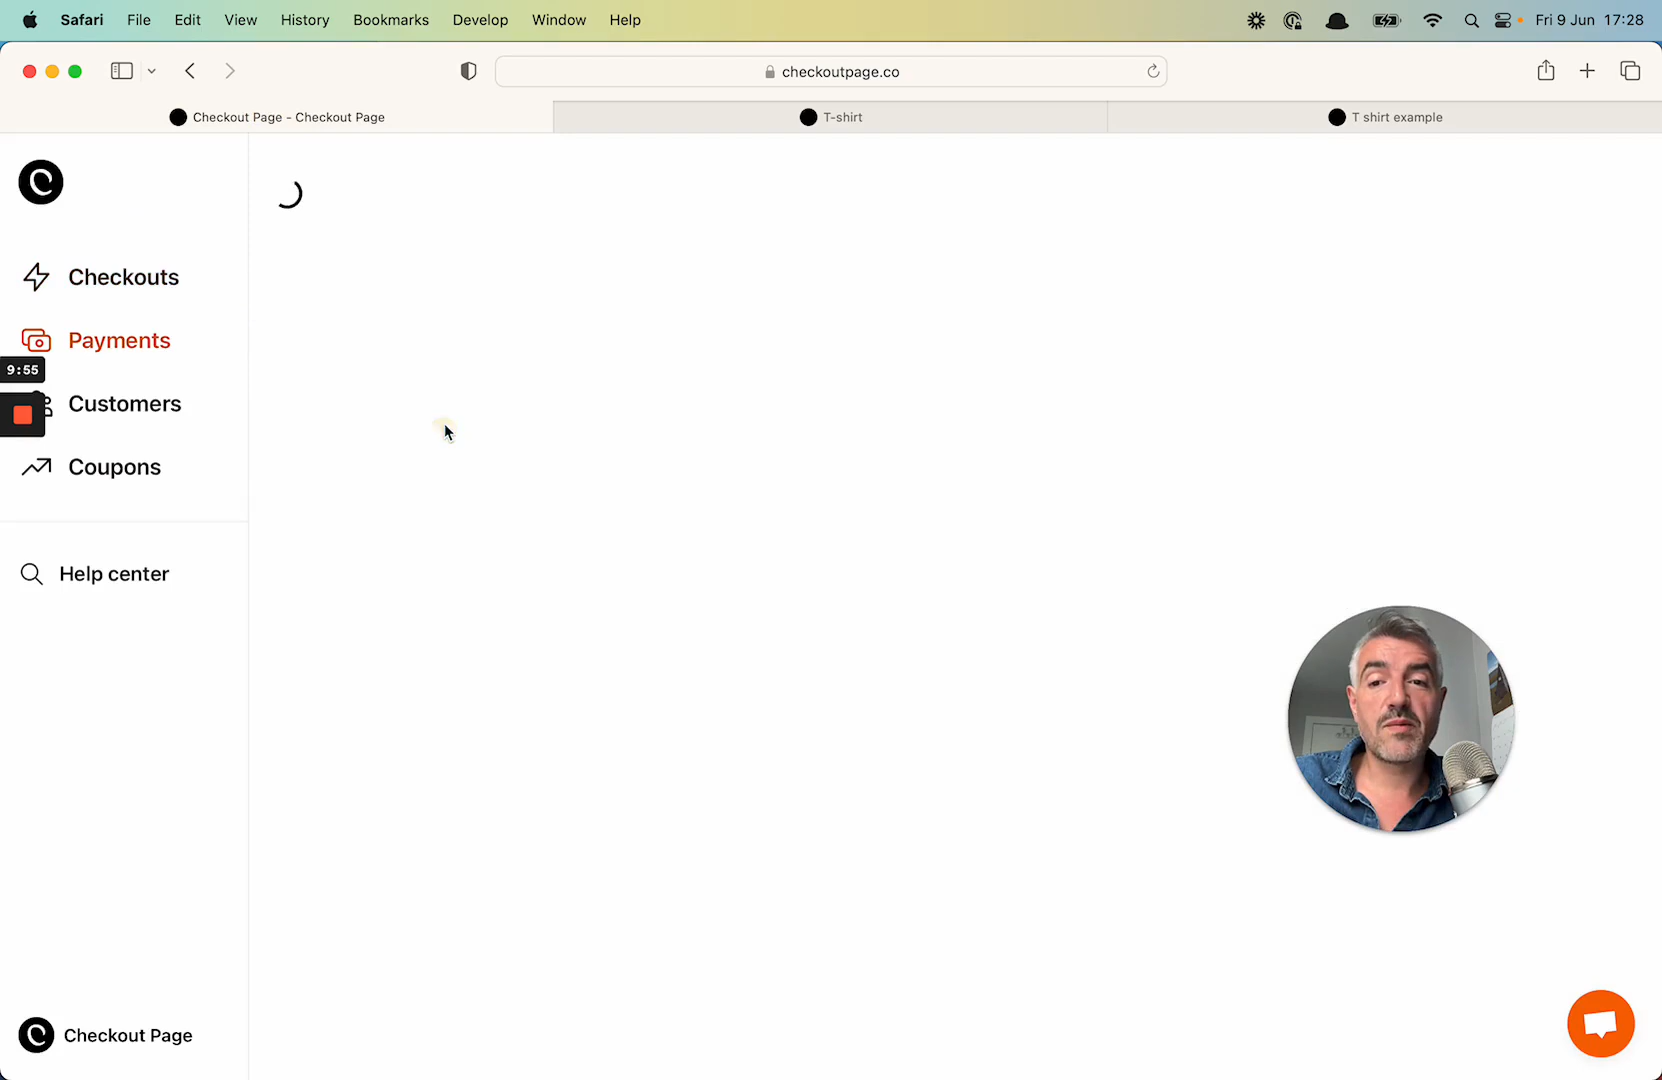 Safari File Edit View History Bookmarks Develop Window Help Fri 9 Jun 17:28
checkoutpage.co
Checkout Page - Checkout Page
T-shirt
T shirt example
Checkouts
Payments
9:55
Customers
Coupons
Help center
Checkout Page